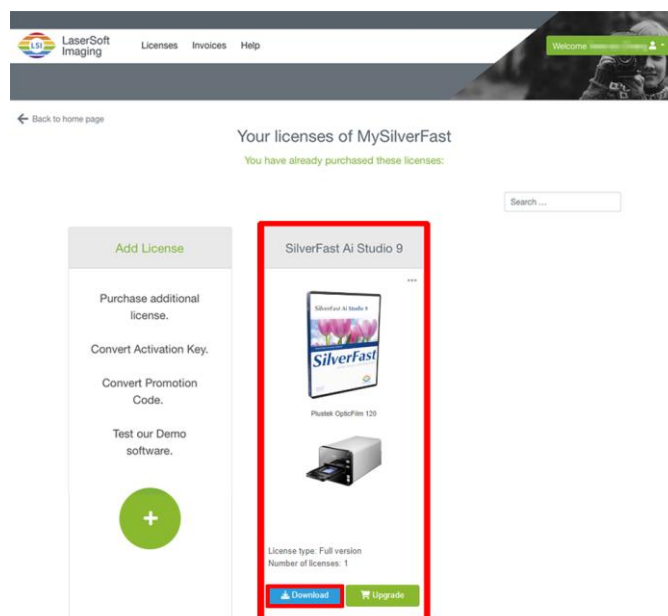 LSI
LaserSoft
Imaging
Licenses Invoices Help
Welcome
Back to home page
Your licenses of MySilverFast
You have already purchased these licenses:
Search ...
Add License
Purchase additional
license.
Convert Activation Key.
Convert Promotion
Code.
Test our Demo
software.
+
SilverFast Ai Studio 9
...
SilverFast Ai Studio 9
SilverFast
Plustek OpticFilm 120
License type: Full version
Number of licenses: 1
Download
Upgrade